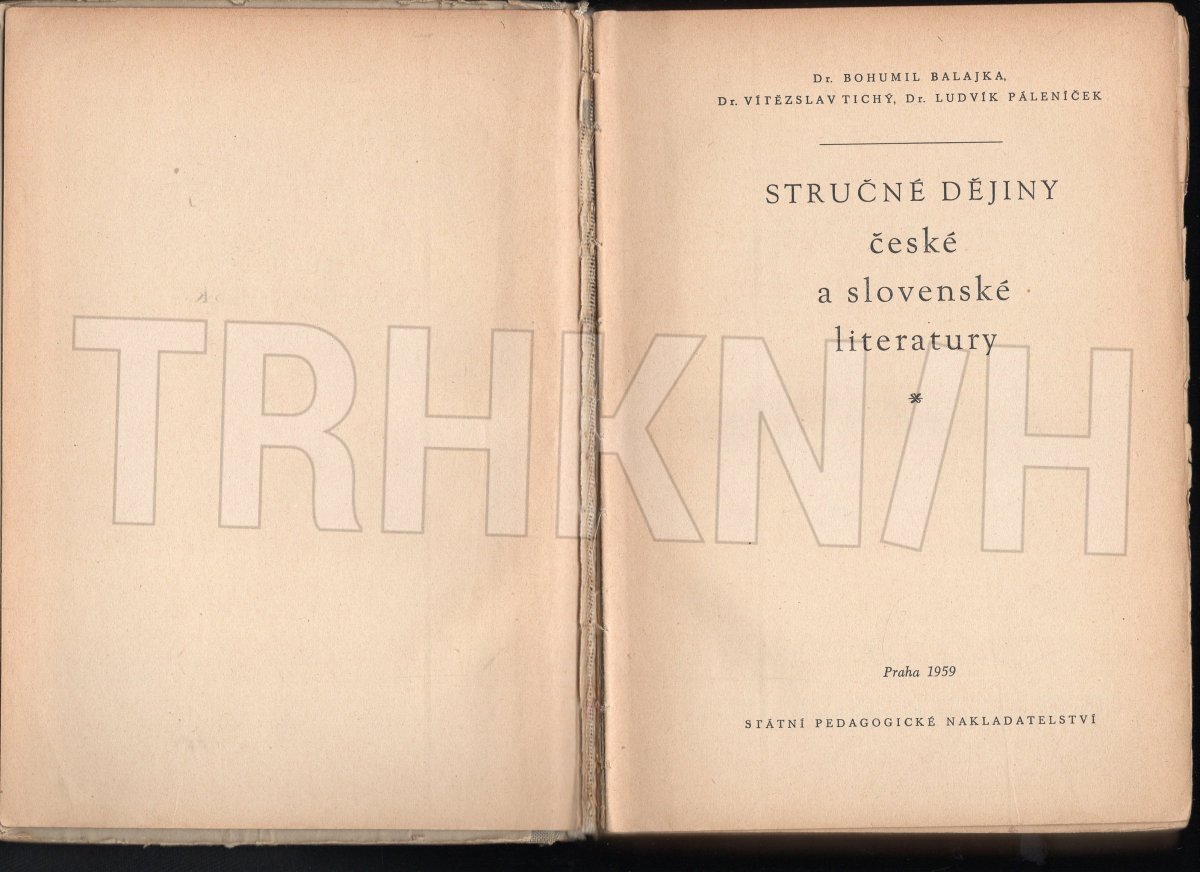 Dr. BOHUMIL BALAJKA,
Dr. VÍTĚZSLAV TICHÝ, Dr. LUDVÍK PÁLENÍČEK
STRUČNÉ DĚJINY
české
a slovenské
literatury
TRHKNIH
Praha 1959
STÁTNÍ PEDAGOGICKÉ NAKLADATELSTVÍ